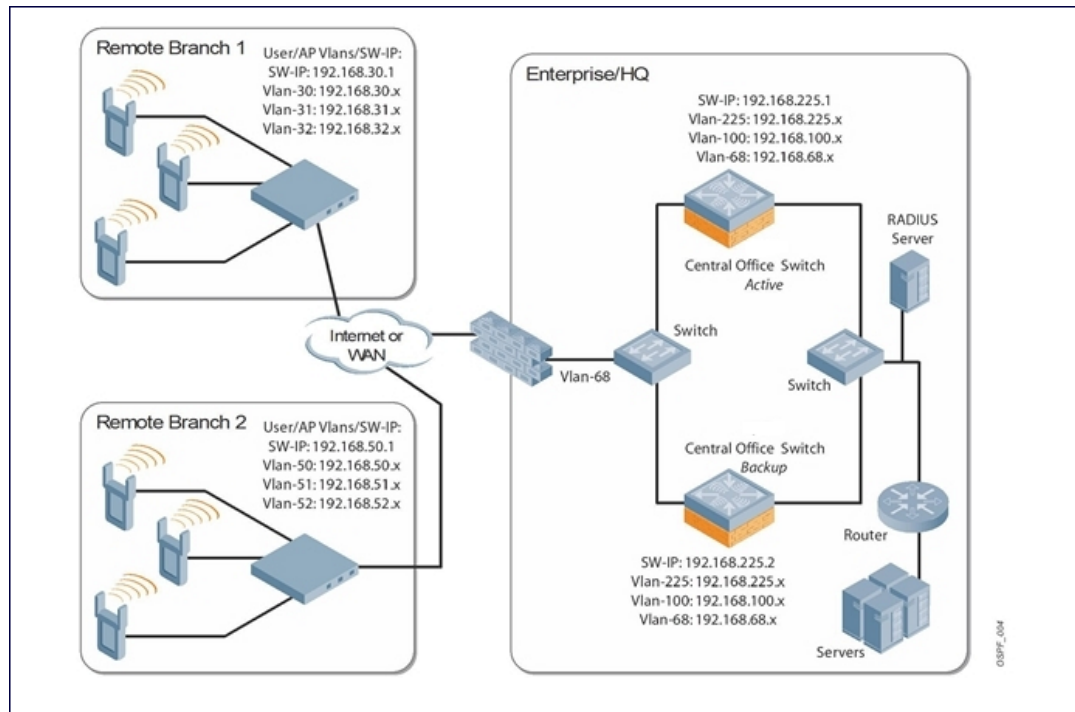 Remote Branch 1
User/AP Vlans/SW-IP:
SW-IP: 192.168.30.1
Vlan-30: 192.168.30.x
Vlan-31: 192.168.31.x
Vlan-32: 192.168.32.x
Internet or
WAN
Remote Branch 2
User/AP Vlans/SW-IP:
SW-IP: 192.168.50.1
Vlan-50: 192.168.50.x
Vlan-51: 192.168.51.x
Vlan-52: 192.168.52.x
Enterprise/HQ
SW-IP: 192.168.225.1
Vlan-225: 192.168.225.x
Vlan-100: 192.168.100.x
Vlan-68: 192.168.68.x
Central Office Switch
Active
RADIUS
Server
Switch
Vlan-68
Switch
Central Office Switch
Backup
SW-IP: 192.168.225.2
Vlan-225: 192.168.225.x
Vlan-100: 192.168.100.x
Vlan-68: 192.168.68.x
Router
Servers
OSPF_004